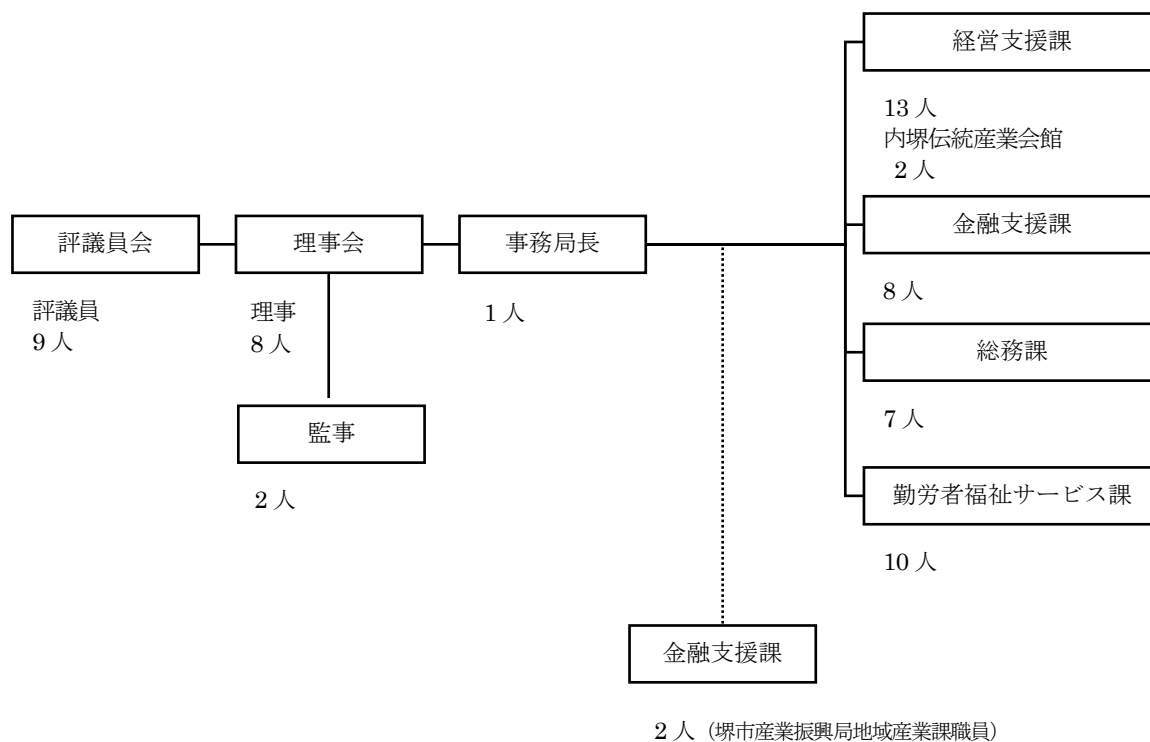 経営支援課
13 人
内堺伝統産業会館
2 人
評議員会
理事会
事務局長
金融支援課
評議員
9 人
理事
8 人
1 人
8 人
総務課
監事
7 人
2 人
勤労者福祉サービス課
10 人
金融支援課
2 人（堺市産業振興局地域産業課職員）